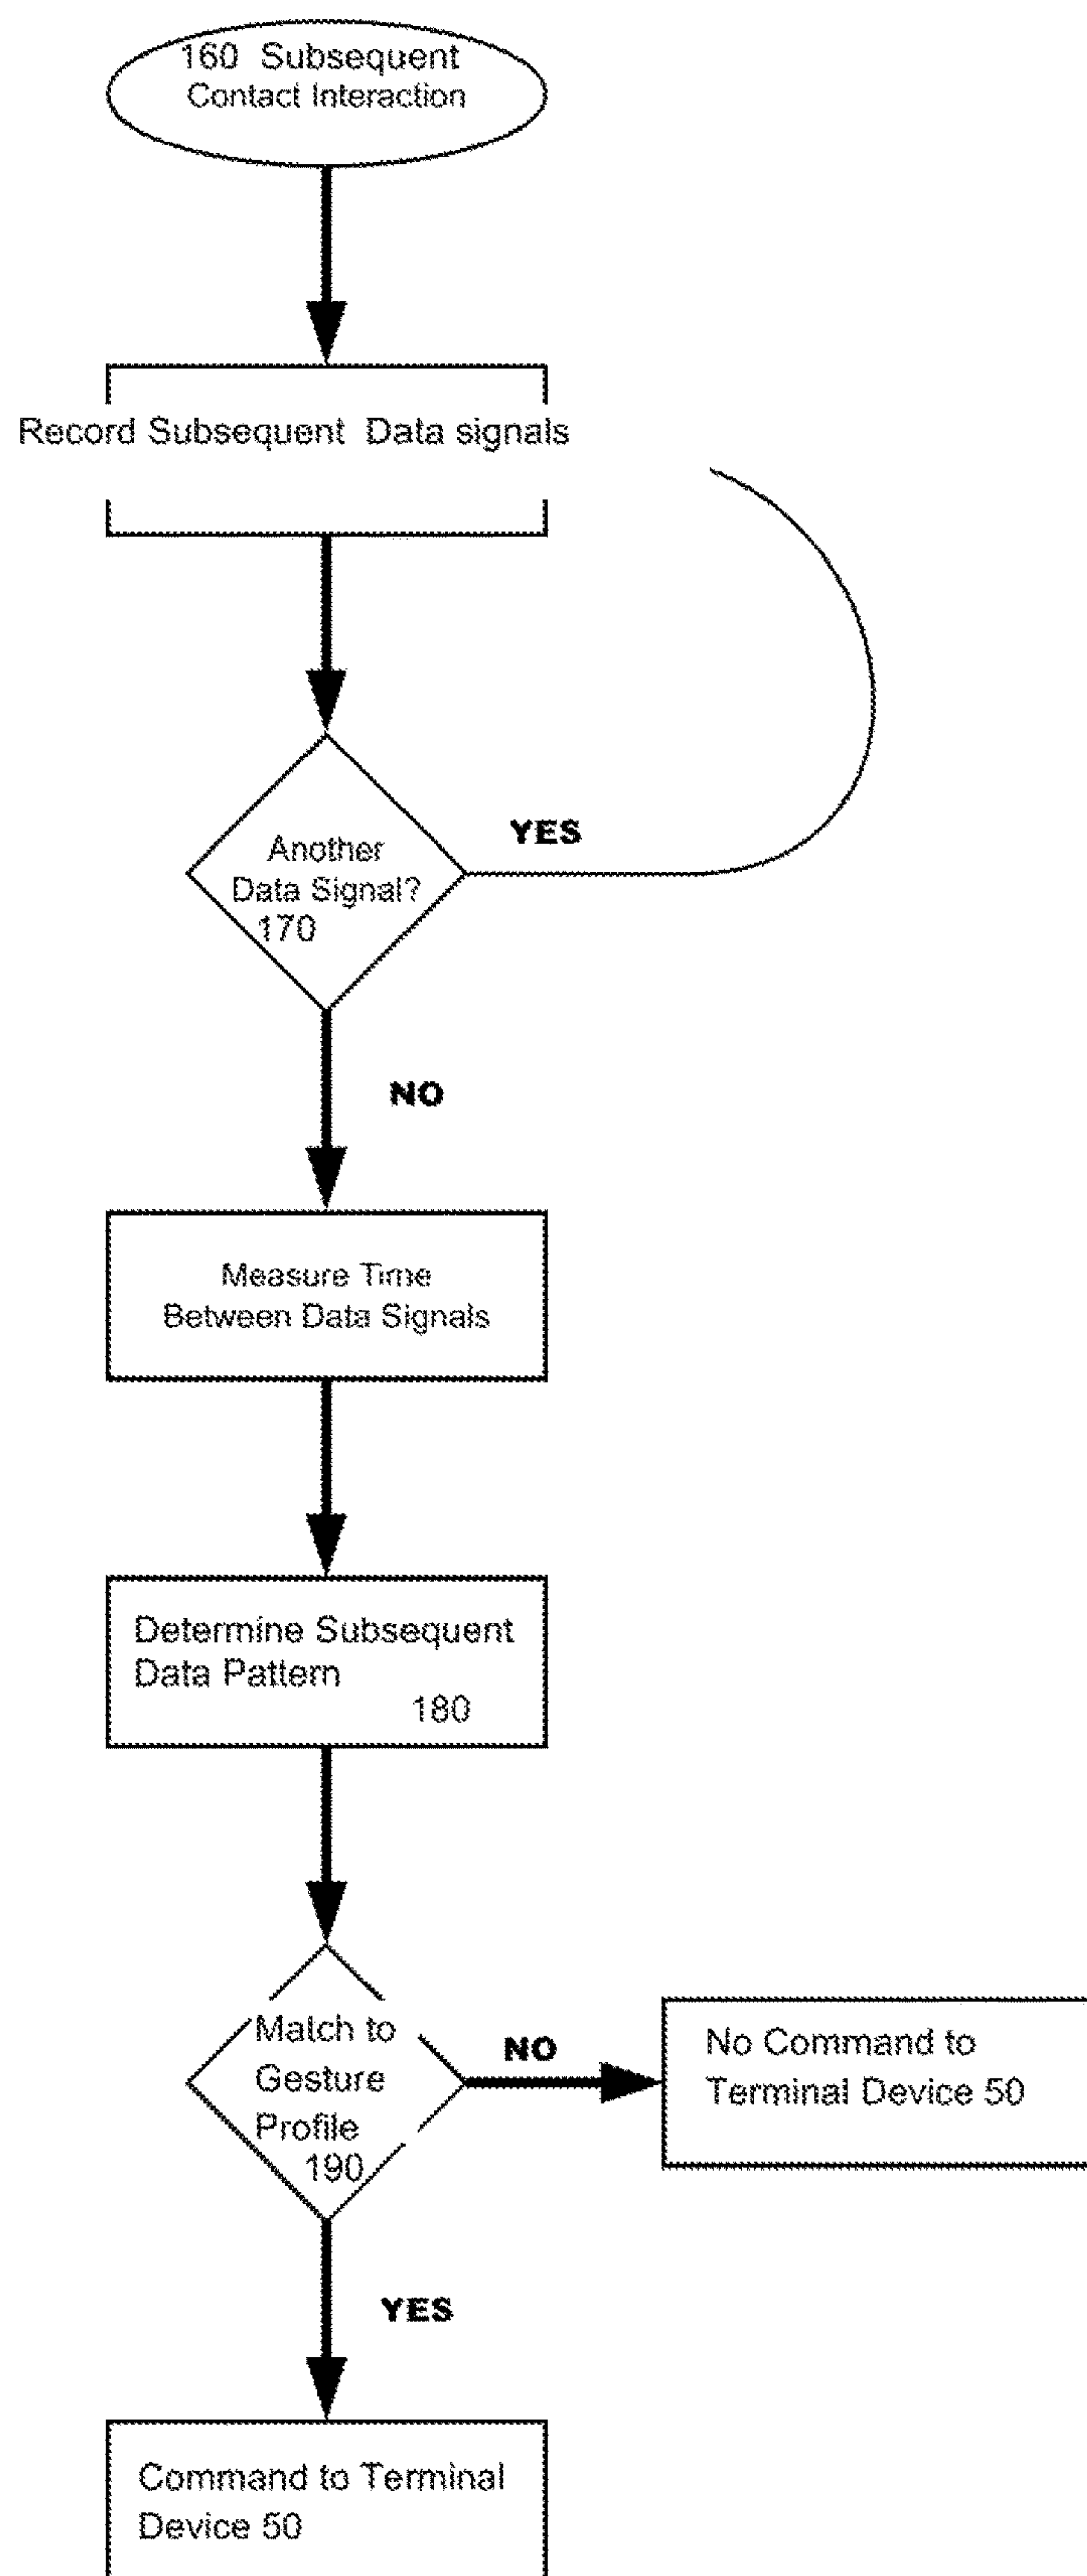 160 Subsequent
Contact Interaction
Record Subsequent Data signals
YES
Another
Data Signal?
170
NO
Measure Time
Between Data Signals
Determine Subsequent
Data Pattern
180
Match to
Gesture
Profile
190
NO
No Command to
Terminal Device 50
YES
Command to Terminal
Device 50